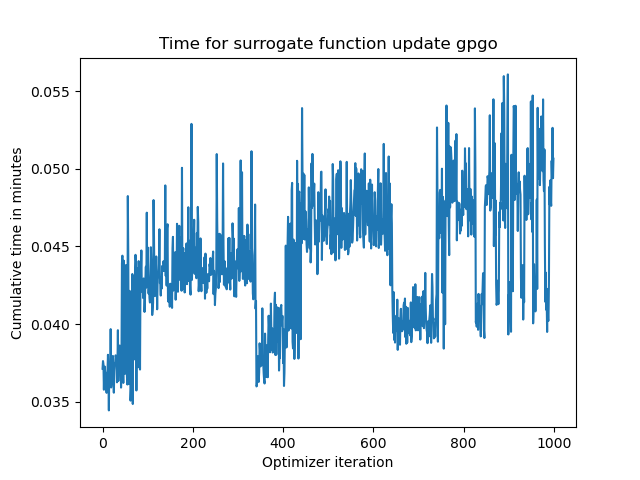 Time for surrogate function update gpgo
Cumulative time in minutes
0.055
0.050
0.045
0.040
0.035
0 200 400 600 800 1000
Optimizer iteration